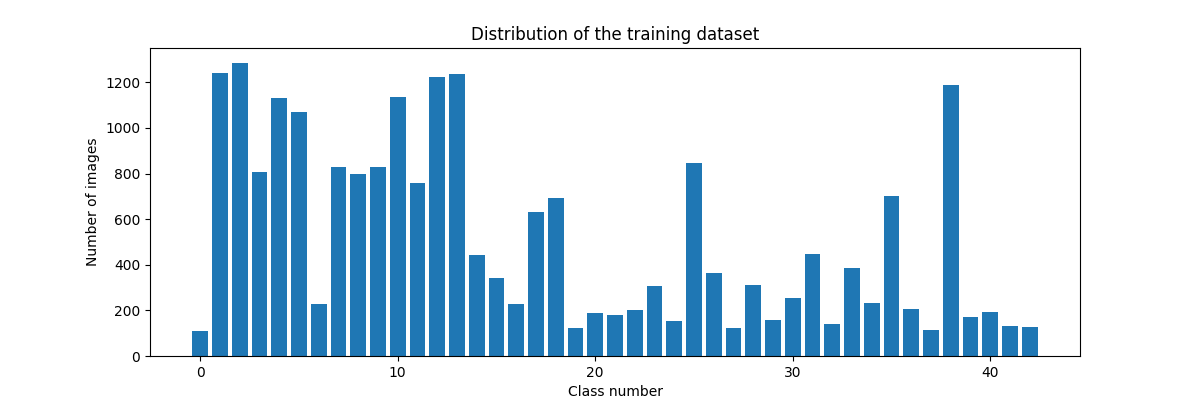 Distribution of the training dataset
Number of images
1200
1000
800
600
400
200
0
0 10 20 30 40
Class number